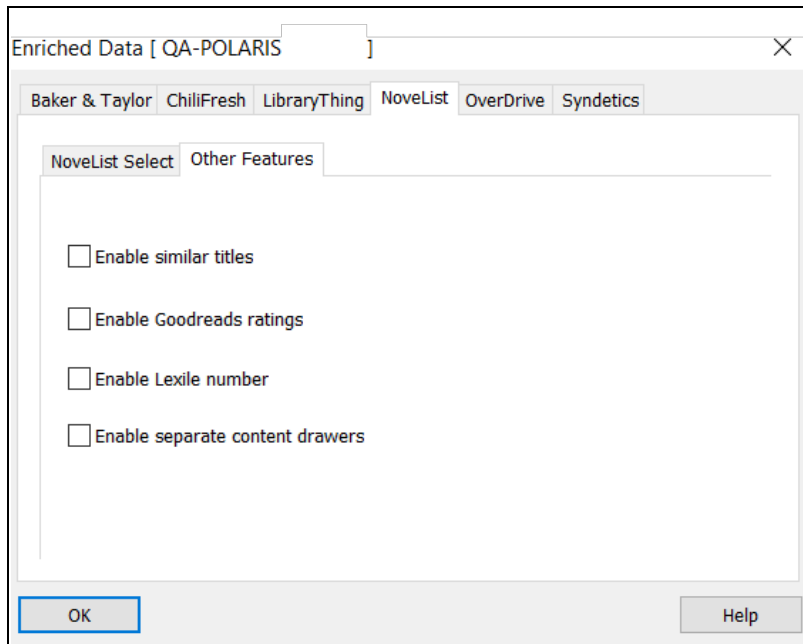 Enriched Data [ QA-POLARIS ]
Baker & Taylor ChiliFresh LibraryThing NoveList OverDrive Syndetics
NoveList Select Other Features
Enable similar titles
Enable Goodreads ratings
Enable Lexile number
Enable separate content drawers
OK Help